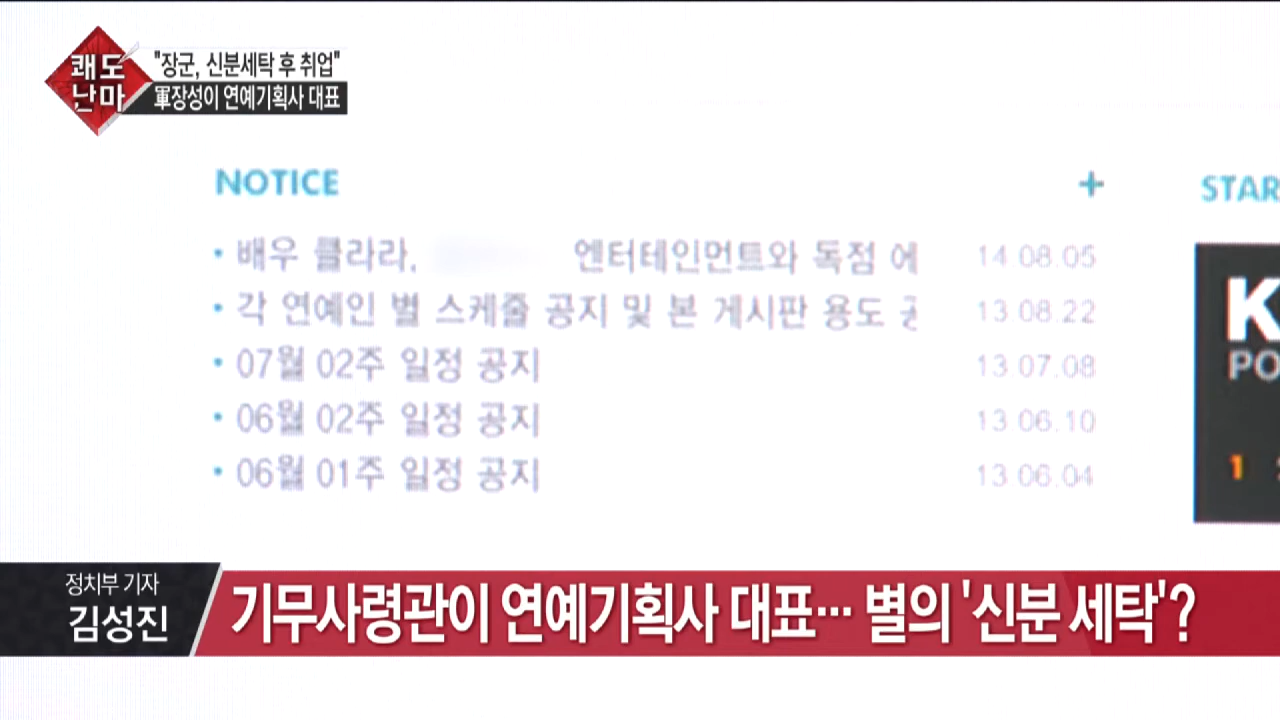 쾌도
난마
"장군, 신분세탁 후 취업"
軍장성이 연예기획사 대표
NOTICE
+
STAR
• 배우 클라라, 엔터테인먼트와 독점 에 14.08.05
• 각 연예인 별 스케줄 공지 및 본 게시판 용도 13.08.22
• 07월 02주 일정 공지 13.07.08
• 06월 02주 일정 공지 13.06.10
• 06월 01주 일정 공지 13.06.04
K
PO
1
정치부 기자
김성진
기무사령관이 연예기획사 대표… 별의 '신분 세탁'?